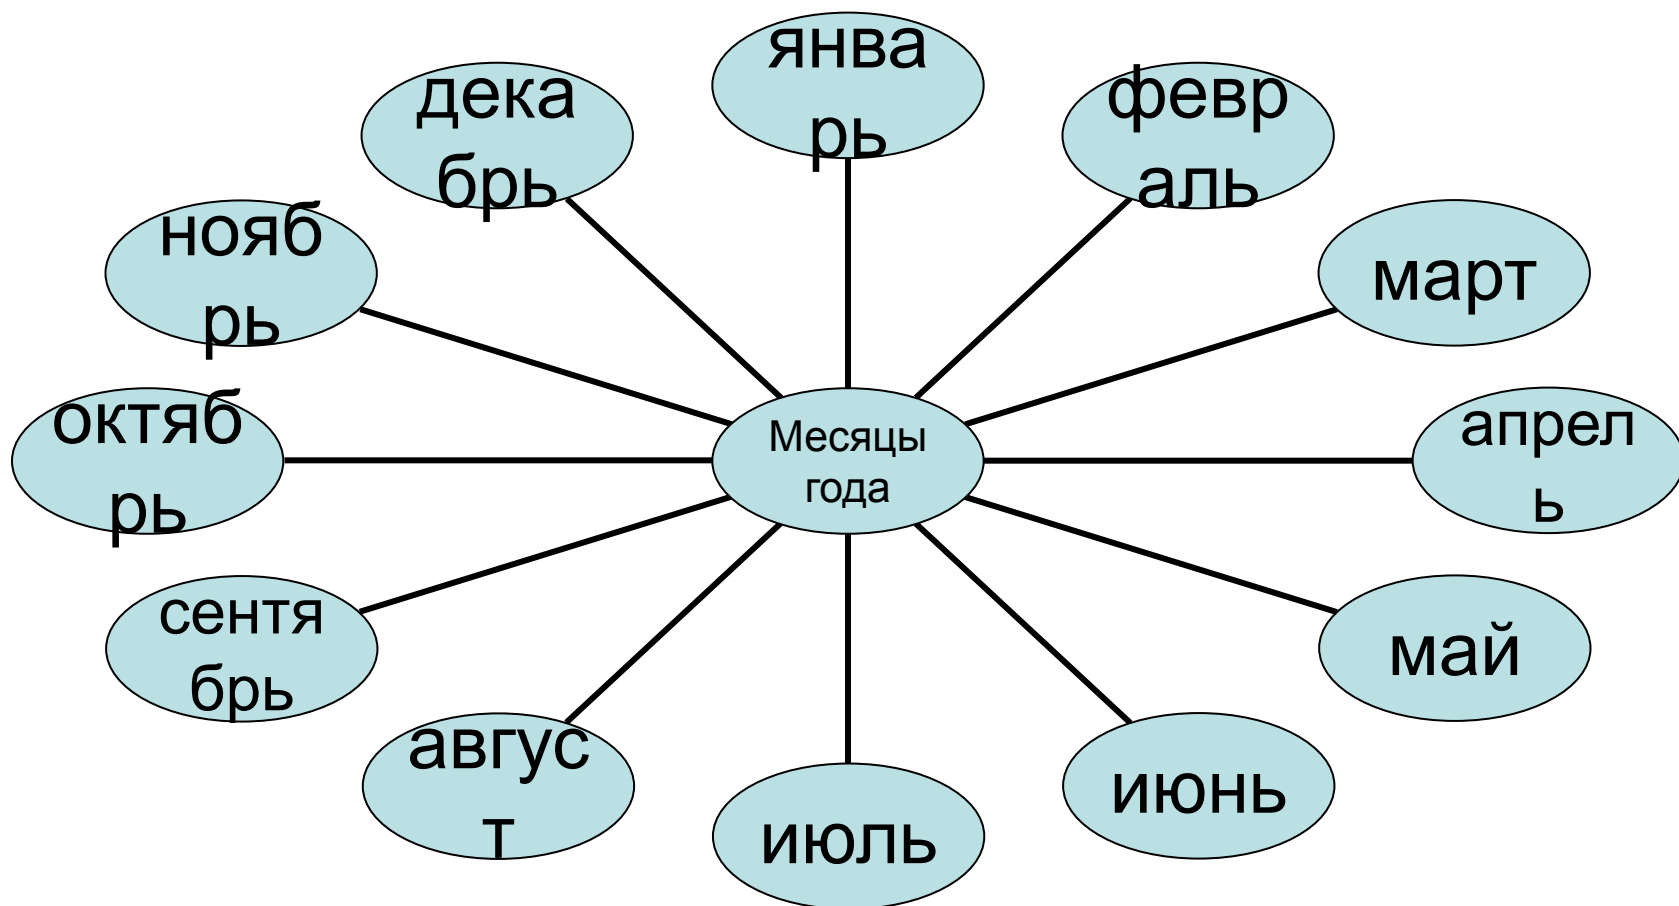 янва
рь
февр
аль
март
апрел
ь
май
июнь
июль
авгус
т
сентя
брь
октяб
рь
нояб
рь
дека
брь
Месяцы
года